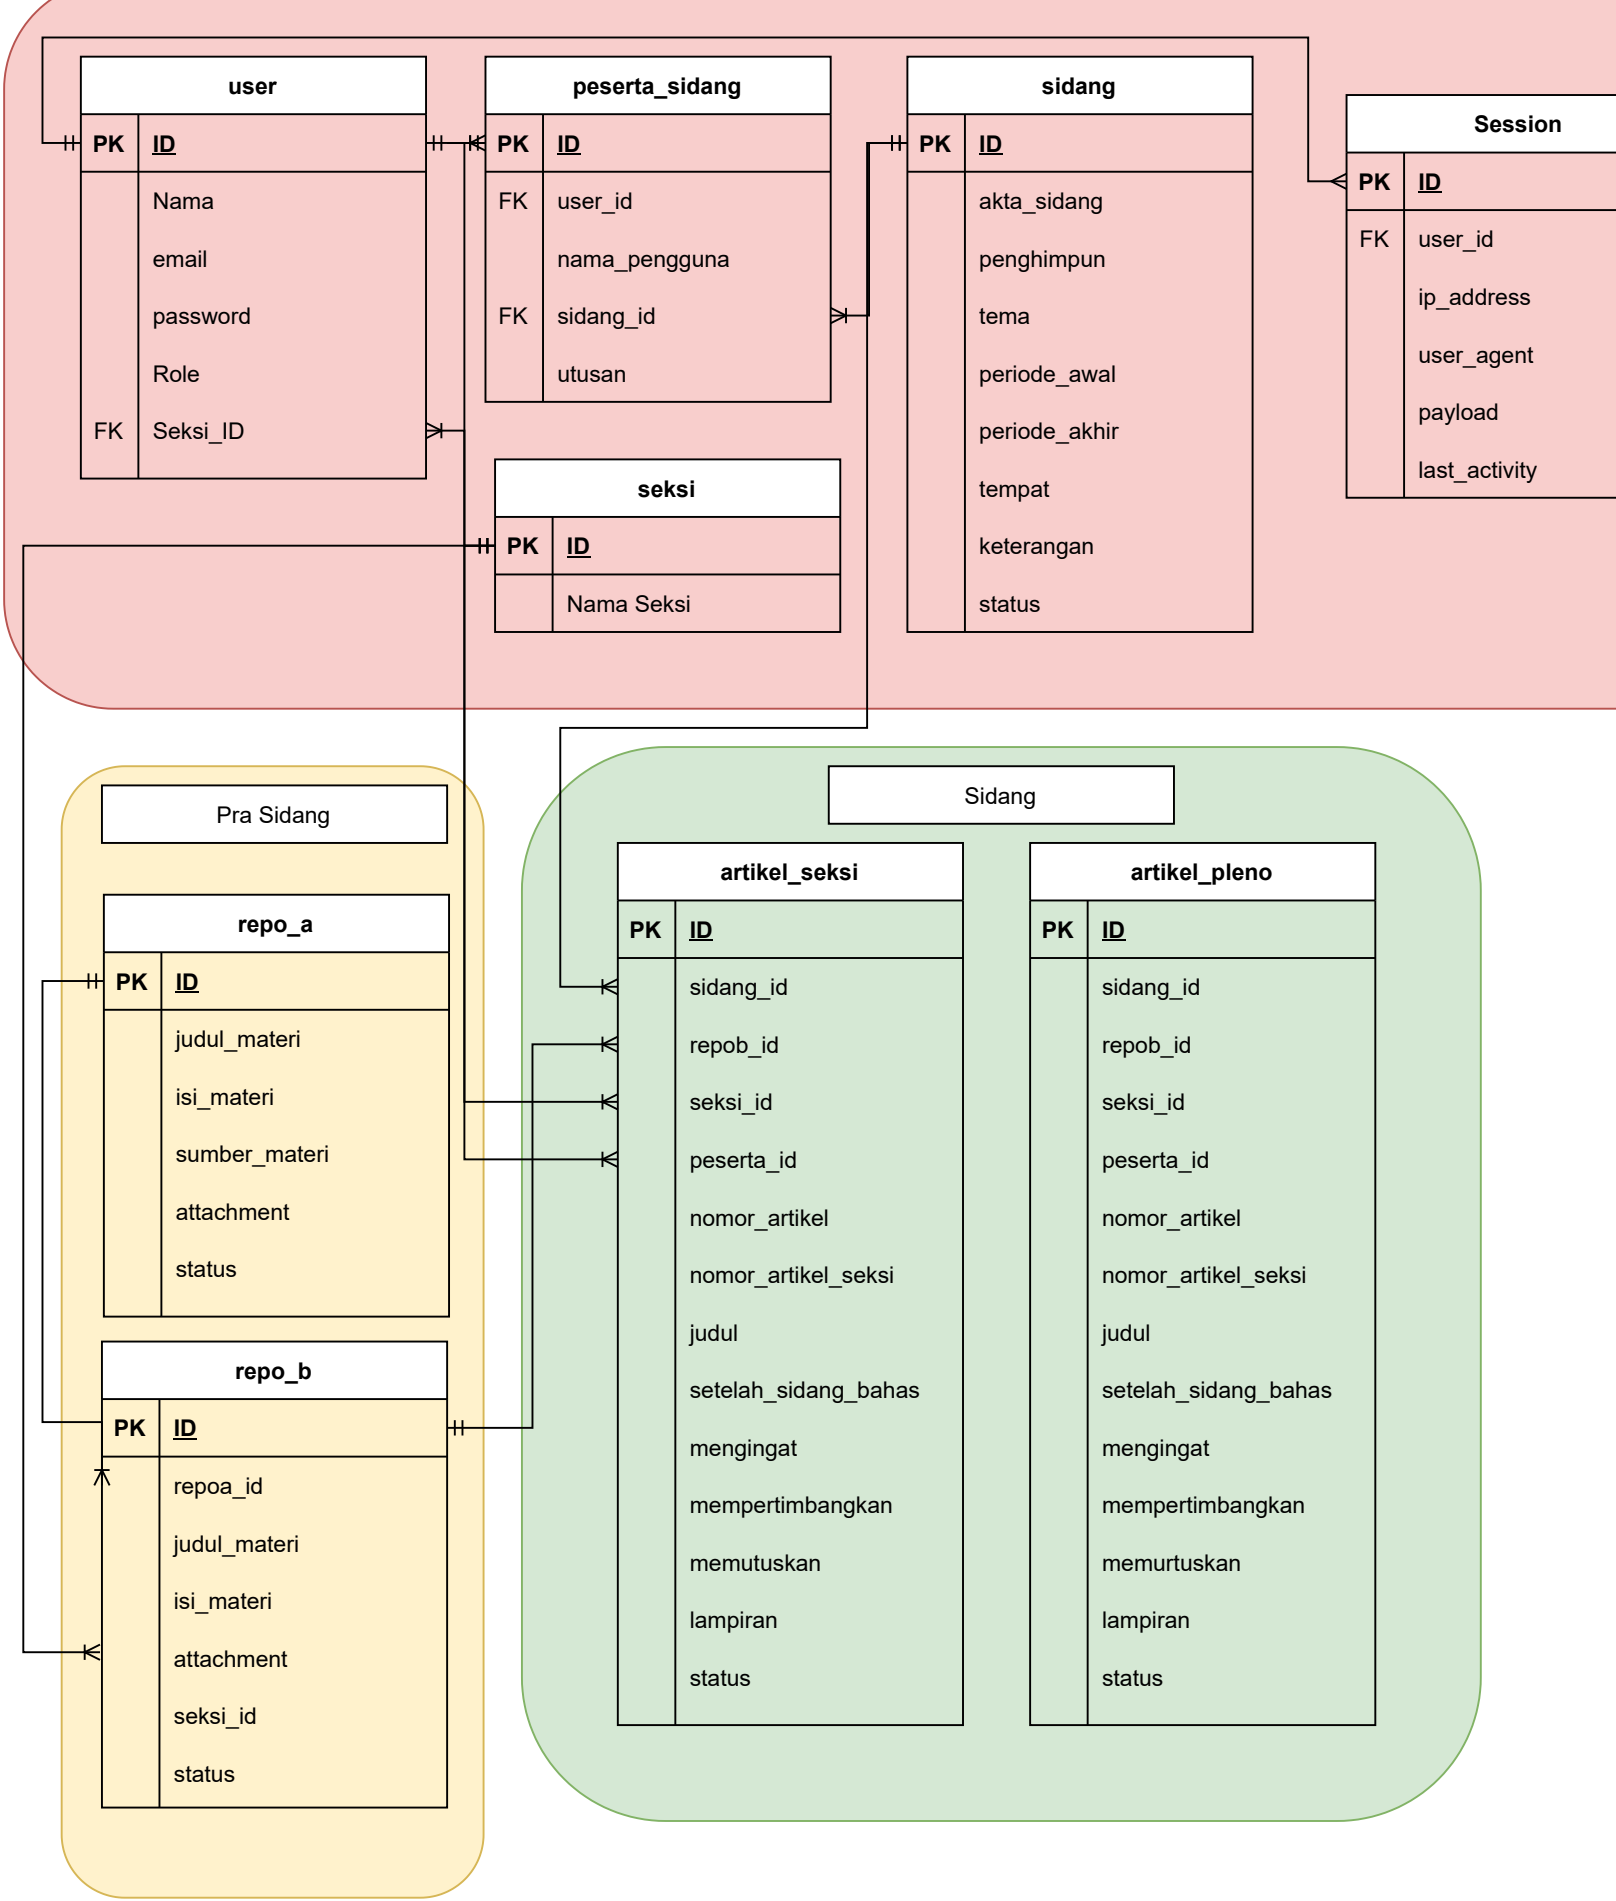 user
PK ID
Nama
email
password
Role
FK Seksi_ID
peserta_sidang
PK ID
FK user_id
nama_pengguna
FK sidang_id
utusan
sidang
PK ID
akta_sidang
penghimpun
tema
periode_awal
periode_akhir
tempat
keterangan
status
Session
PK ID
FK user_id
ip_address
user_agent
payload
last_activity
seksi
PK ID
Nama Seksi
Pra Sidang
repo_a
PK ID
judul_materi
isi_materi
sumber_materi
attachment
status
repo_b
PK ID
repoa_id
judul_materi
isi_materi
attachment
seksi_id
status
Sidang
artikel_seksi
PK ID
sidang_id
repob_id
seksi_id
peserta_id
nomor_artikel
nomor_artikel_seksi
judul
setelah_sidang_bahas
mengingat
mempertimbangkan
memutuskan
lampiran
status
artikel_pleno
PK ID
sidang_id
repob_id
seksi_id
peserta_id
nomor_artikel
nomor_artikel_seksi
judul
setelah_sidang_bahas
mengingat
mempertimbangkan
memurtuskan
lampiran
status